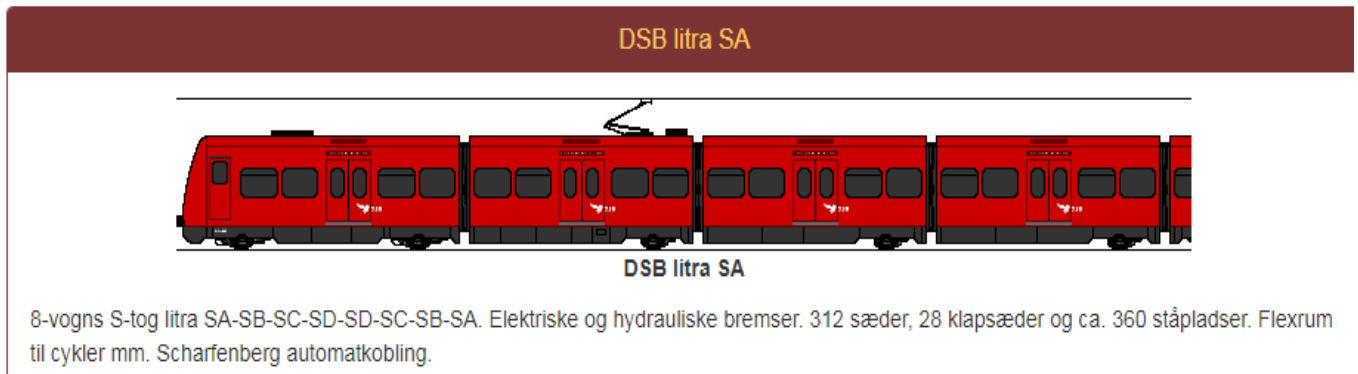 DSB litra SA
DSB litra SA
8-vogns S-tog litra SA-SB-SC-SD-SD-SC-SB-SA. Elektriske og hydrauliske bremser. 312 sæder, 28 klapsæder og ca. 360 ståpladser. Flexrum
til cykler mm. Scharfenberg automatkobling.